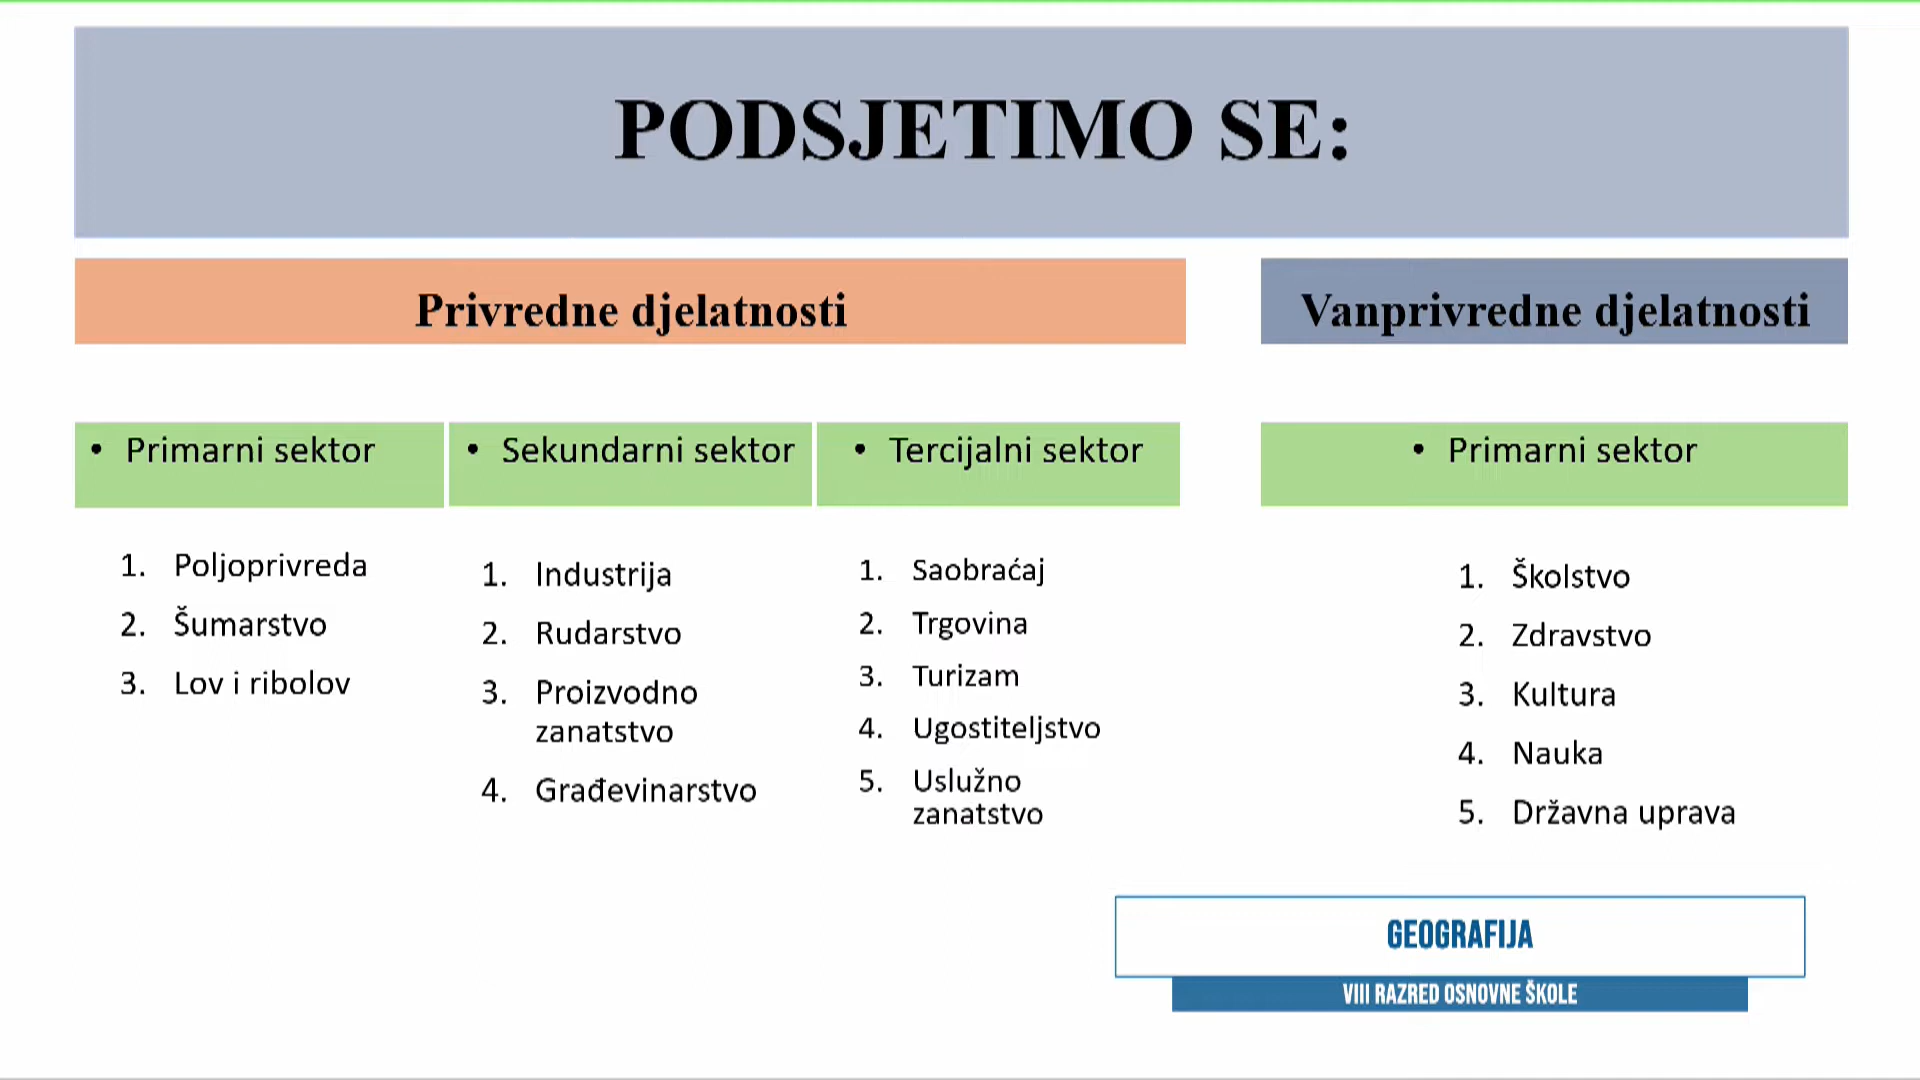 PODSJETIMO SE:
Privredne djelatnosti
Vanprivredne djelatnosti
• Primarni sektor
1. Poljoprivreda
2. Šumarstvo
3. Lov i ribolov
• Sekundarni sektor
1. Industrija
2. Rudarstvo
3. Proizvodno
zanatstvo
4. Građevinarstvo
• Tercijalni sektor
1. Saobraćaj
2. Trgovina
3. Turizam
4. Ugostiteljstvo
5. Uslužno
zanatstvo
• Primarni sektor
1. Školstvo
2. Zdravstvo
3. Kultura
4. Nauka
5. Državna uprava
GEOGRAFIJA
VIII RAZRED OSNOVNE ŠKOLE